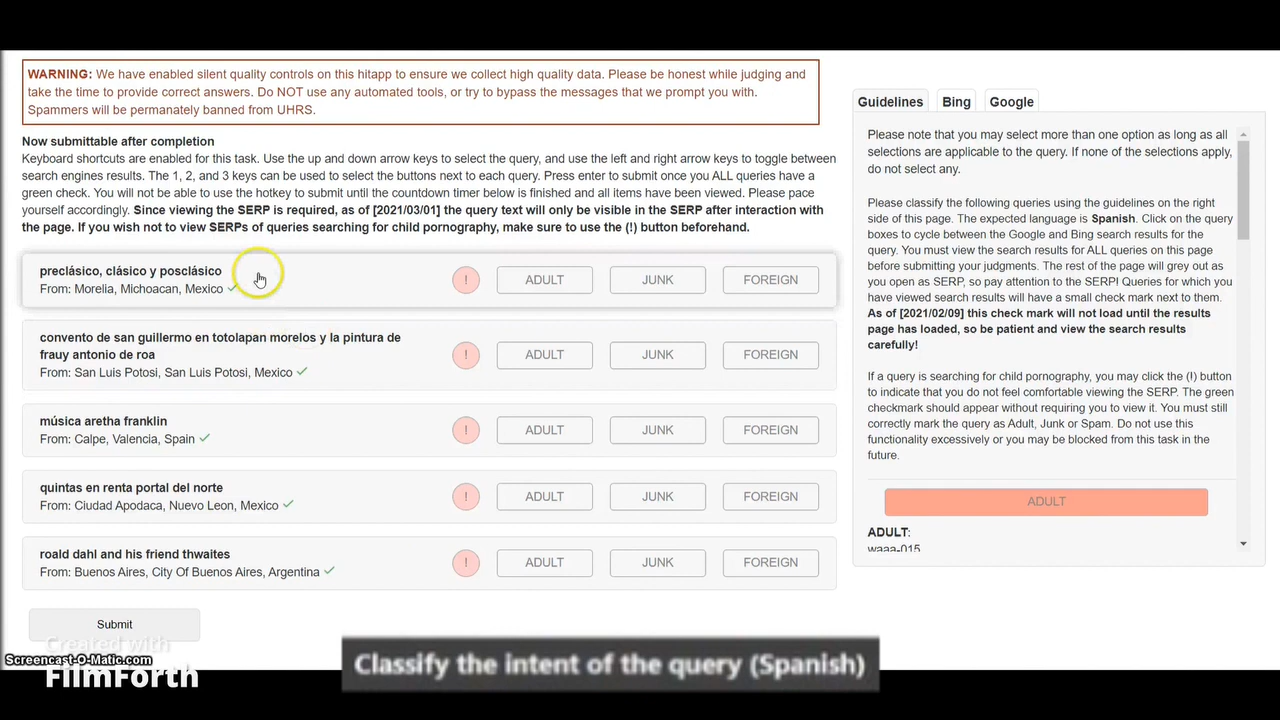 WARNING: We have enabled silent quality controls on this hitapp to ensure we collect high quality data. Please be honest while judging and
take the time to provide correct answers. Do NOT use any automated tools, or try to bypass the messages that we prompt you with.
Spammers will be permanately banned from UHRS.
Now submittable after completion
Keyboard shortcuts are enabled for this task. Use the up and down arrow keys to select the query, and use the left and right arrow keys to toggle between
search engines results. The 1, 2, and 3 keys can be used to select the buttons next to each query. Press enter to submit once you ALL queries have a
green check. You will not be able to use the hotkey to submit until the countdown timer below is finished and all items have been viewed. Please pace
yourself accordingly. Since viewing the SERP is required, as of [2021/03/01] the query text will only be visible in the SERP after interaction with
the page. If you wish not to view SERPs of queries searching for child pornography, make sure to use the (!) button beforehand.
preclásico, clásico y posclásico
From: Morelia, Michoacan, Mexico
! ADULT JUNK FOREIGN
convento de san guillermo en totolapan morelos y la pintura de
frauy antonio de roa
From: San Luis Potosi, San Luis Potosi, Mexico
! ADULT JUNK FOREIGN
música aretha franklin
From: Calpe, Valencia, Spain
! ADULT JUNK FOREIGN
quintas en renta portal del norte
From: Ciudad Apodaca, Nuevo Leon, Mexico
! ADULT JUNK FOREIGN
roald dahl and his friend thwaites
From: Buenos Aires, City Of Buenos Aires, Argentina
! ADULT JUNK FOREIGN
Submit
Guidelines Bing Google
Please note that you may select more than one option as long as all
selections are applicable to the query. If none of the selections apply,
do not select any.
Please classify the following queries using the guidelines on the right
side of this page. The expected language is Spanish. Click on the query
boxes to cycle between the Google and Bing search results for the
query. You must view the search results for ALL queries on this page
before submitting your judgments. The rest of the page will grey out as
you open as SERP, so pay attention to the SERP! Queries for which you
have viewed search results will have a small check mark next to them.
As of [2021/02/09] this check mark will not load until the results
page has loaded, so be patient and view the search results
carefully!
If a query is searching for child pornography, you may click the (!) button
to indicate that you do not feel comfortable viewing the SERP. The green
checkmark should appear without requiring you to view it. You must still
correctly mark the query as Adult, Junk or Spam. Do not use this
functionality excessively or you may be blocked from this task in the
future.
ADULT
ADULT:
waaa-015
Created with
Screencast-O-Matic.com
FilmForth
Classify the intent of the query (Spanish)